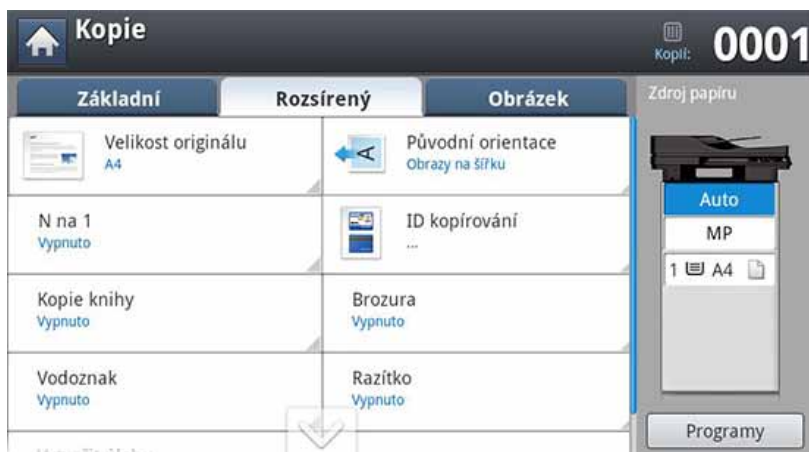 Kopie
Kopií: 0001
Základní
Rozsírený
Obrázek
Zdroj papíru
Velikost originálu
A4
Původní orientace
Obrazy na šířku
N na 1
Vypnuto
ID kopírování
...
Kopie knihy
Vypnuto
Brozura
Vypnuto
Vodoznak
Vypnuto
Razítko
Vypnuto
Auto
MP
1 A4
Programy